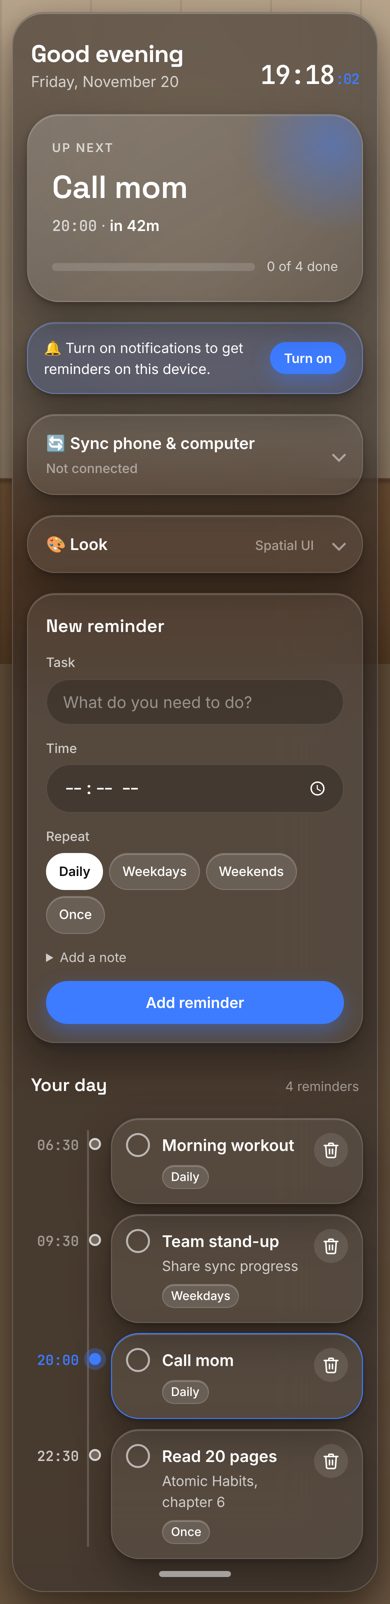 Good evening
Friday, November 20
19:18:02
UP NEXT
Call mom
20:00 · in 42m
0 of 4 done
🔔 Turn on notifications to get
reminders on this device.
Turn on
🔄 Sync phone & computer
Not connected
🎨 Look
Spatial UI
New reminder
Task
What do you need to do?
Time
--:-- --
Repeat
Daily
Weekdays
Weekends
Once
▶ Add a note
Add reminder
Your day
4 reminders
06:30
Morning workout
Daily
09:30
Team stand-up
Share sync progress
Weekdays
20:00
Call mom
Daily
22:30
Read 20 pages
Atomic Habits,
chapter 6
Once